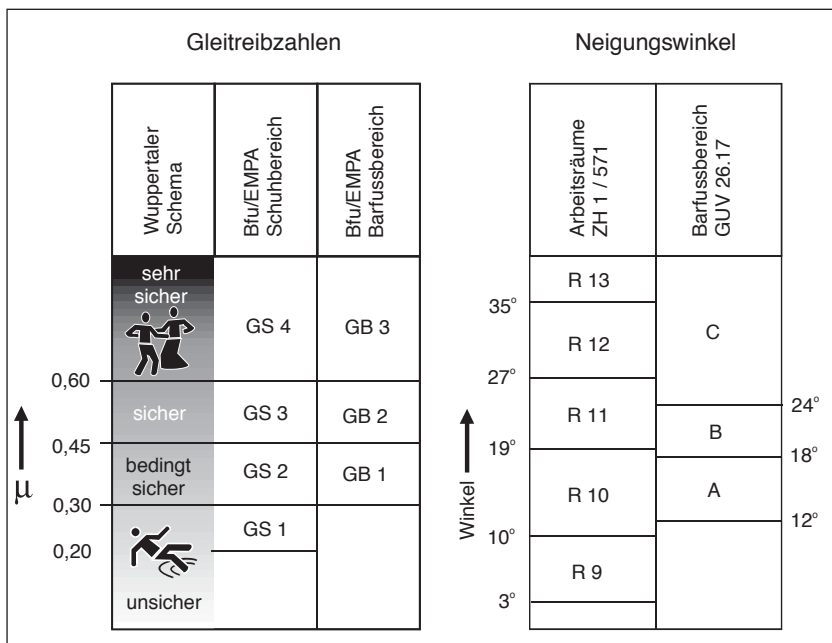 Gleitreibzahlen
Wuppertaler
Schema
Bfu/EMPA
Schuhbereich
Bfu/EMPA
Barfussbereich
sehr
sicher
GS 4
GB 3
0,60
sicher
GS 3
GB 2
0,45
bedingt
sicher
GS 2
GB 1
µ
0,30
GS 1
0,20
unsicher
Neigungswinkel
Arbeitsräume
ZH 1 / 571
Barfussbereich
GUV 26.17
R 13
35°
R 12
C
27°
24°
R 11
B
19°
18°
Winkel
R 10
A
12°
10°
R 9
3°